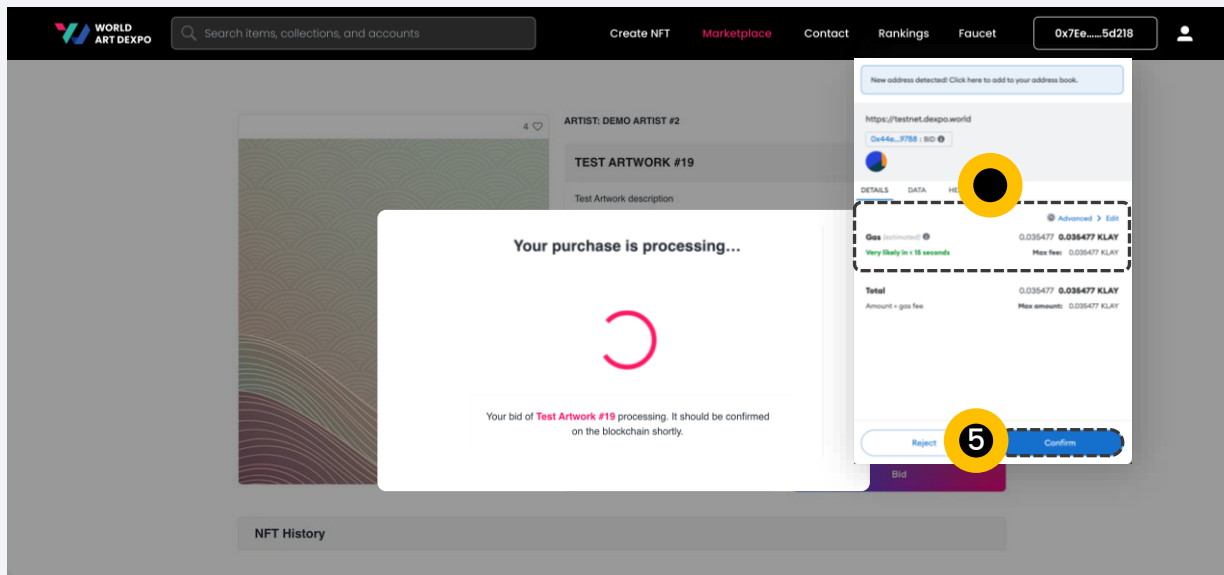 WORLD
ART DEXPO
Search items, collections, and accounts
Create NFT
Marketplace
Contact
Rankings
Faucet
0x7Ee......5d218
New address detected! Click here to add to your address book.
https://testnet.dexpo.world
0x44e...9788 : BID
4
ARTIST: DEMO ARTIST #2
TEST ARTWORK #19
Test Artwork description
DETAILS
DATA
Advanced > Edit
Gas (estimated)
0.035477 0.035477 KLAY
Very likely in < 15 seconds
Max fee: 0.035477 KLAY
Total
0.035477 0.035477 KLAY
Amount + gas fee
Max amount: 0.035477 KLAY
Your purchase is processing...
Your bid of Test Artwork #19 processing. It should be confirmed
on the blockchain shortly.
Reject
5
Confirm
Bid
NFT History